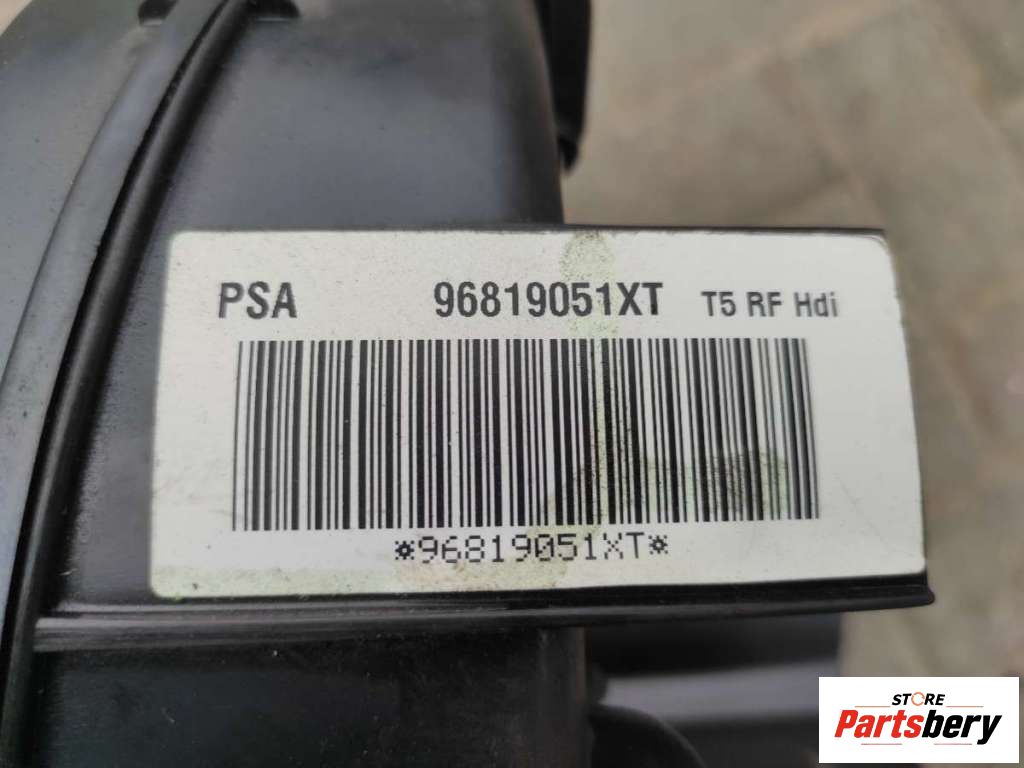 PSA 96819051XT T5 RF Hdi
*96819051XT*
STORE
Partsbery